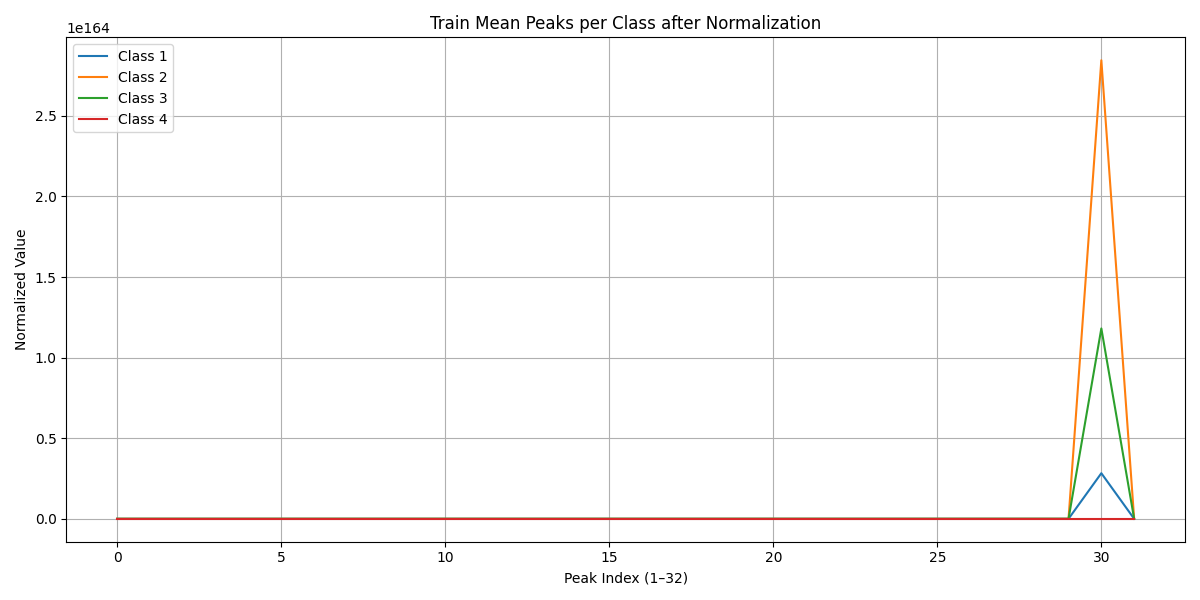 Train Mean Peaks per Class after Normalization
1e164
Class 1
Class 2
Class 3
Class 4
2.5
2.0
1.5
1.0
0.5
0.0
Normalized Value
0 5 10 15 20 25 30
Peak Index (1–32)